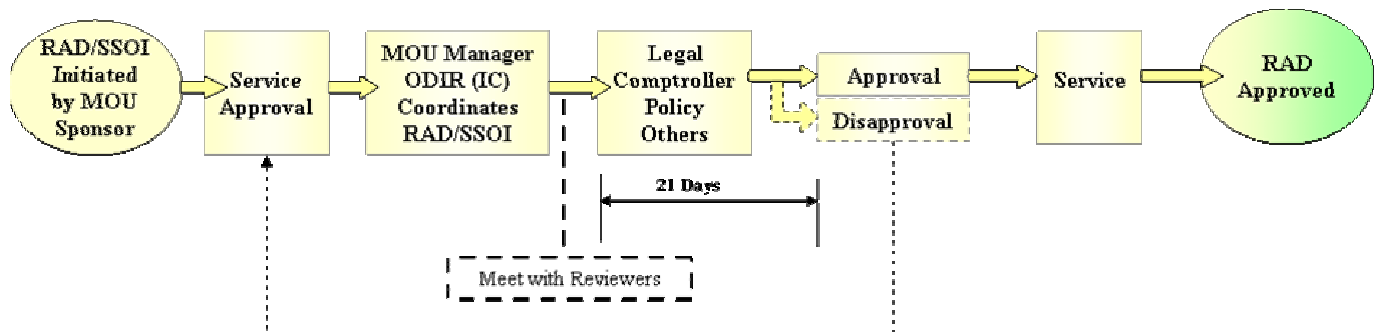 RAD/SSOI
Initiated
by MOU
Sponsor
Service
Approval
MOU Manager
ODIR (IC)
Coordinates
RAD/SSOI
Legal
Comptroller
Policy
Others
Approval
Disapproval
Service
RAD
Approved
21 Days
Meet with Reviewers